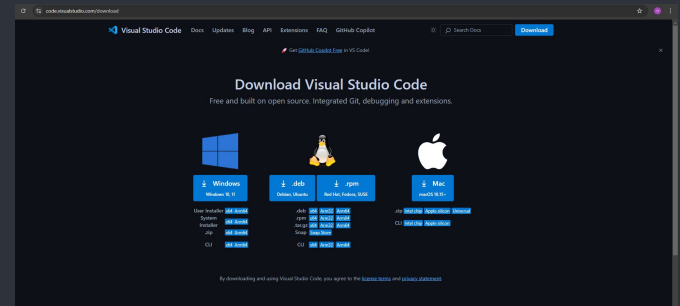 code.visualstudio.com/download
Visual Studio Code Docs Updates Blog API Extensions FAQ GitHub Copilot Search Docs Download
Get GitHub Copilot Free in VS Code!
Download Visual Studio Code
Free and built on open source. Integrated Git, debugging and extensions.
Windows
Windows 10, 11
User Installer x64 Arm64
System Installer x64 Arm64
.zip x64 Arm64
CLI x64 Arm64
.deb
Debian, Ubuntu
.rpm
Red Hat, Fedora, SUSE
.deb x64 Arm32 Arm64
.rpm x64 Arm32 Arm64
.tar.gz x64 Arm32 Arm64
Snap Snap Store
CLI x64 Arm32 Arm64
Mac
macOS 10.15+
.zip Intel chip Apple silicon Universal
CLI Intel chip Apple silicon
By downloading and using Visual Studio Code, you agree to the license terms and privacy statement.